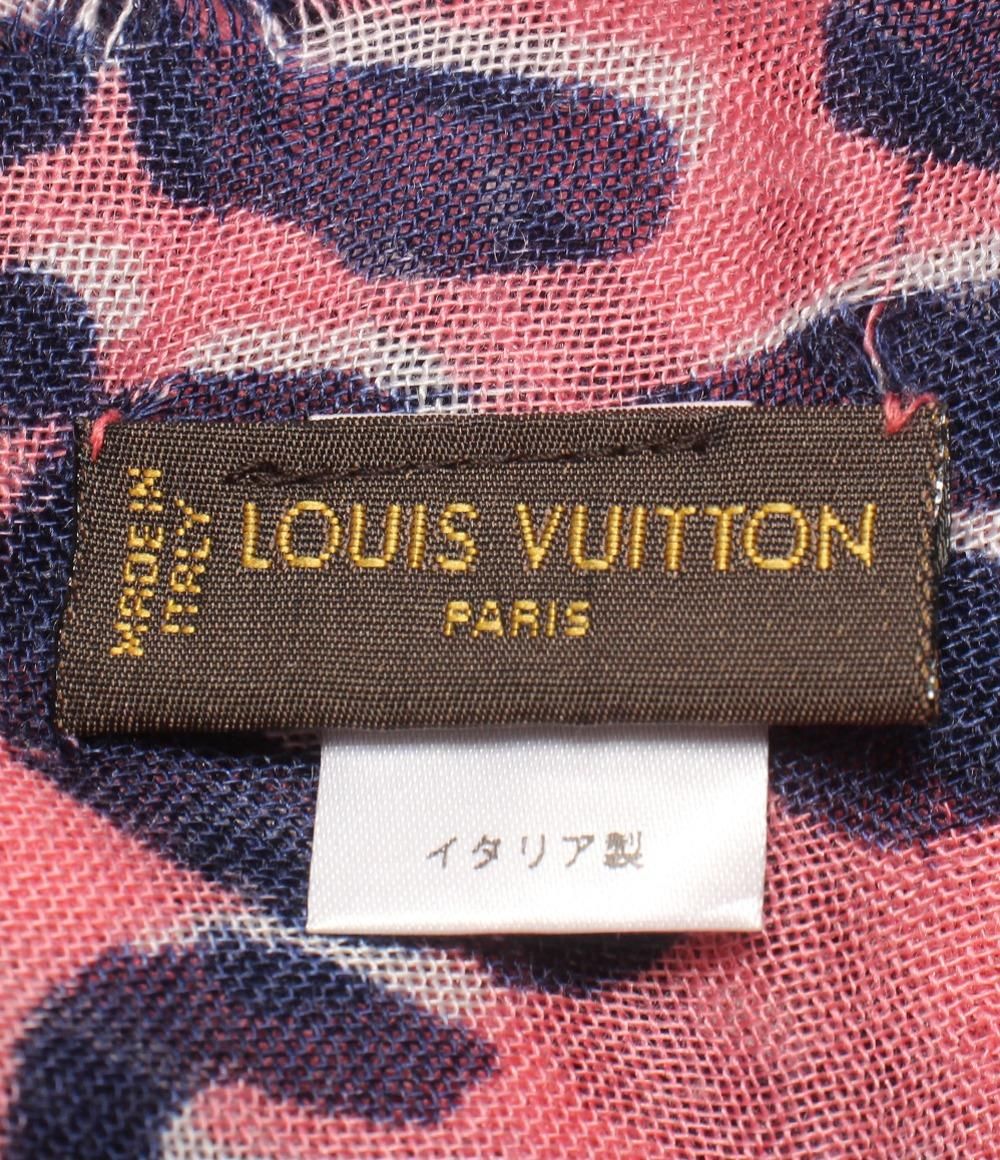 MADE IN
ITALY
LOUIS VUITTON
PARIS
イタリア製